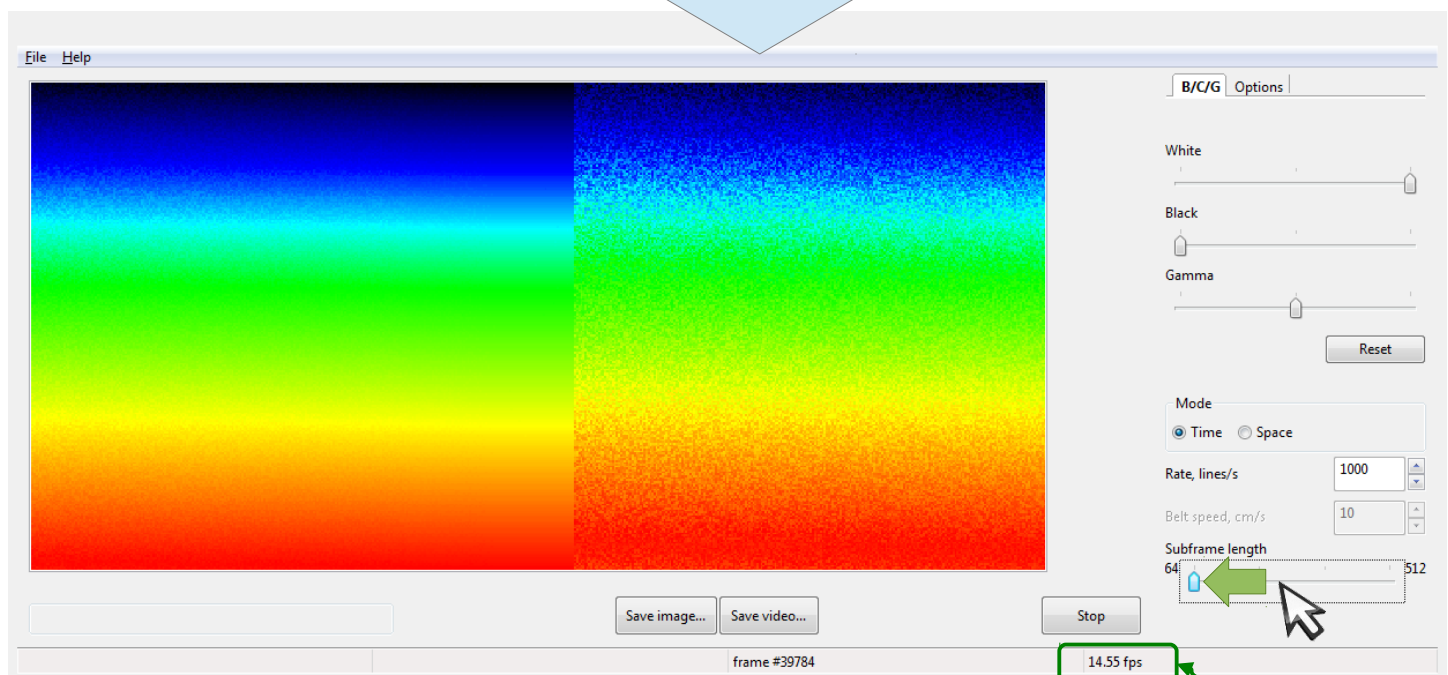 File Help
B/C/G Options
White
Black
Gamma
Reset
Mode
Time Space
Rate, lines/s 1000
Belt speed, cm/s 10
Subframe length
64 512
Save image... Save video... Stop
frame #39784 14.55 fps